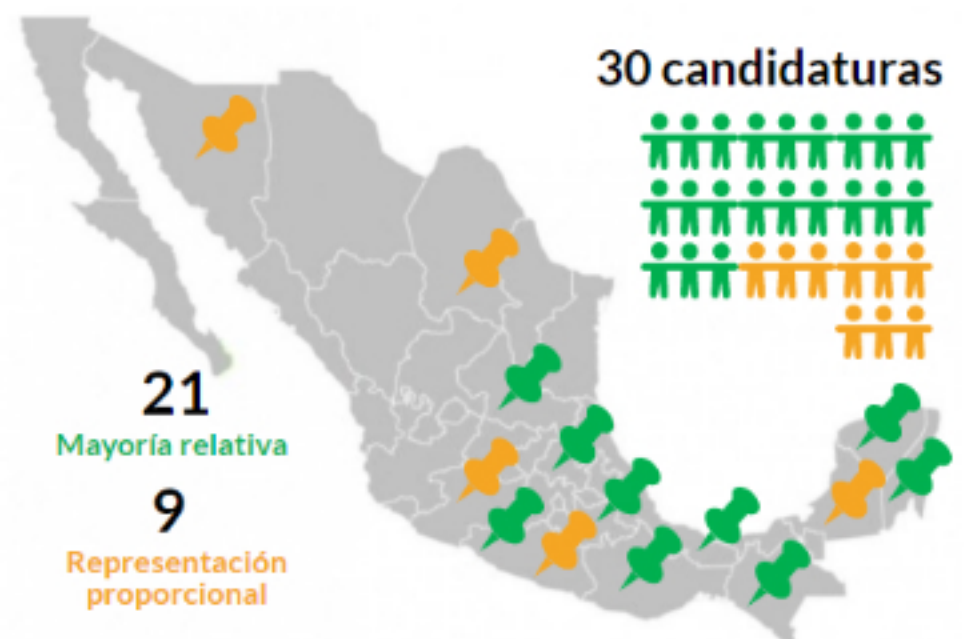 30 candidaturas
21
Mayoría relativa
9
Representación
proporcional